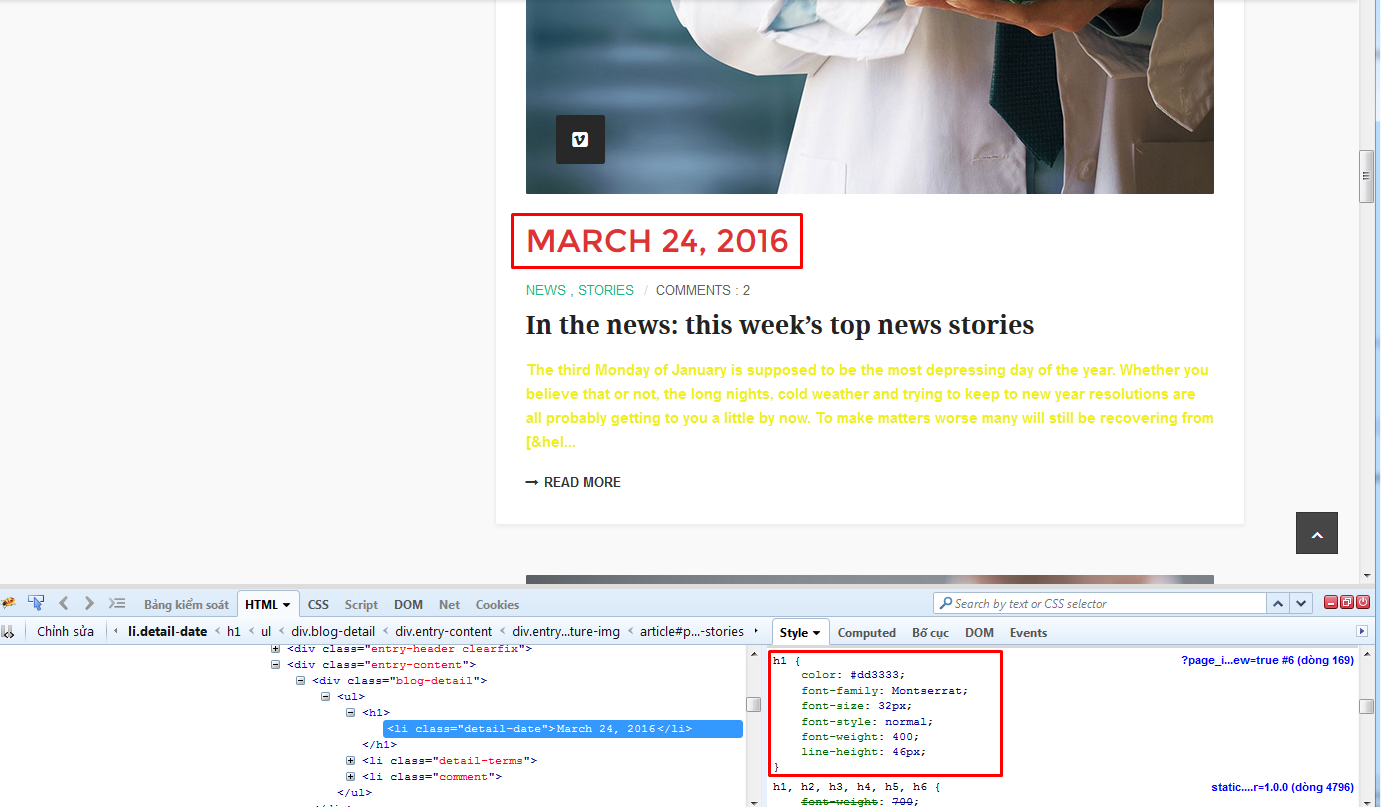 MARCH 24, 2016
NEWS , STORIES / COMMENTS : 2
In the news: this week's top news stories
The third Monday of January is supposed to be the most depressing day of the year. Whether you
believe that or not, the long nights, cold weather and trying to keep to new year resolutions are
all probably getting to you a little by now. To make matters worse many will still be recovering from
[&hel...
→ READ MORE
Bảng kiểm soát HTML CSS Script DOM Net Cookies Search by text or CSS selector
Chỉnh sửa li.detail-date < h1 < ul < div.blog-detail < div.entry-content < div.entry...ture-img < article#p...-stories
Style Computed Bố cục DOM Events
<div class="entry-header clearfix">
<div class="entry-content">
<div class="blog-detail">
<ul>
<h1>
<li class="detail-date">March 24, 2016</li>
</h1>
<li class="detail-terms">
<li class="comment">
</ul>
h1 { ?page_i...ew=true #6 (dòng 169)
color: #dd3333;
font-family: Montserrat;
font-size: 32px;
font-style: normal;
font-weight: 400;
line-height: 46px;
}
h1, h2, h3, h4, h5, h6 { static....r=1.0.0 (dòng 4796)
font-weight: 700;